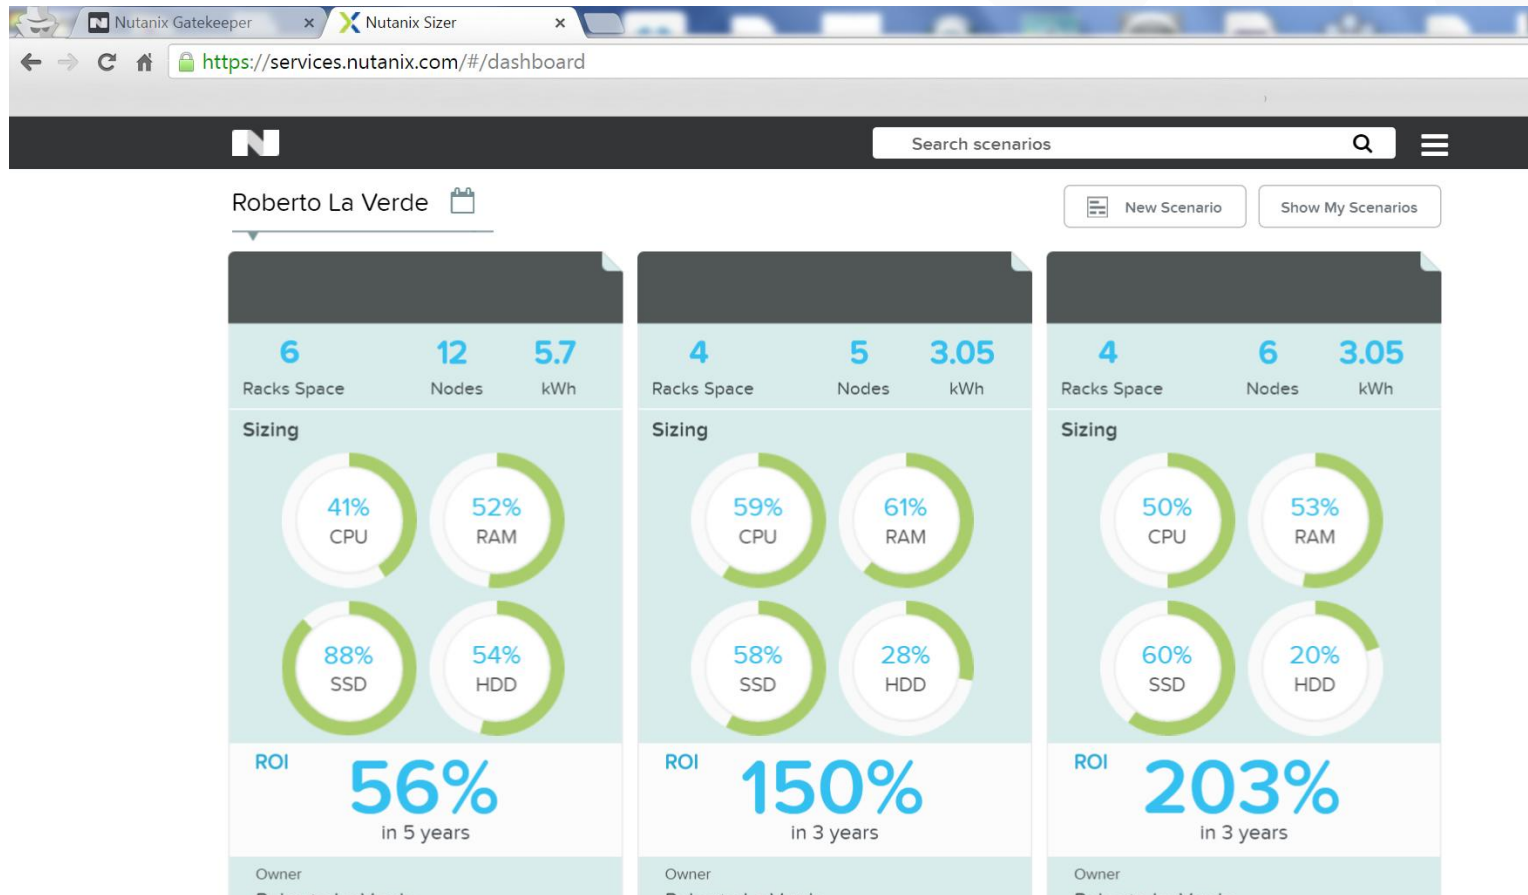 Nutanix Gatekeeper
Nutanix Sizer
https://services.nutanix.com/#/dashboard
N
Search scenarios
Roberto La Verde
New Scenario
Show My Scenarios
6 12 5.7
Racks Space Nodes kWh
Sizing
41% CPU
52% RAM
88% SSD
54% HDD
ROI
56%
in 5 years
Owner
4 5 3.05
Racks Space Nodes kWh
Sizing
59% CPU
61% RAM
58% SSD
28% HDD
ROI
150%
in 3 years
Owner
4 6 3.05
Racks Space Nodes kWh
Sizing
50% CPU
53% RAM
60% SSD
20% HDD
ROI
203%
in 3 years
Owner